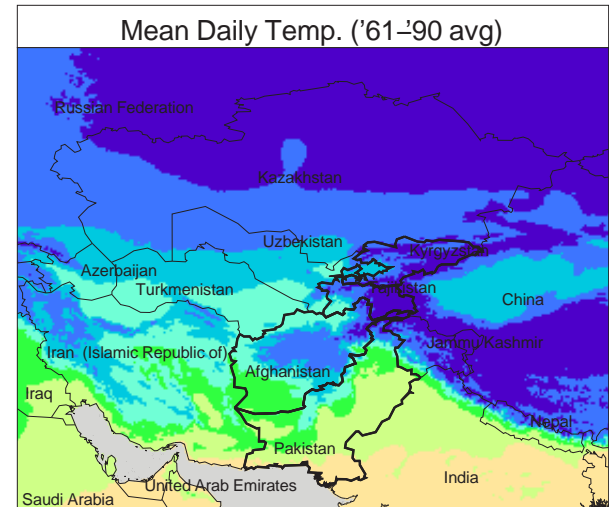 Mean Daily Temp. ('61–'90 avg)
Russian Federation
Kazakhstan
Uzbekistan
Kyrgyzstan
Azerbaijan
Turkmenistan
Tajikistan
China
Iran (Islamic Republic of)
Jammu Kashmir
Afghanistan
Iraq
Nepal
Pakistan
India
United Arab Emirates
Saudi Arabia